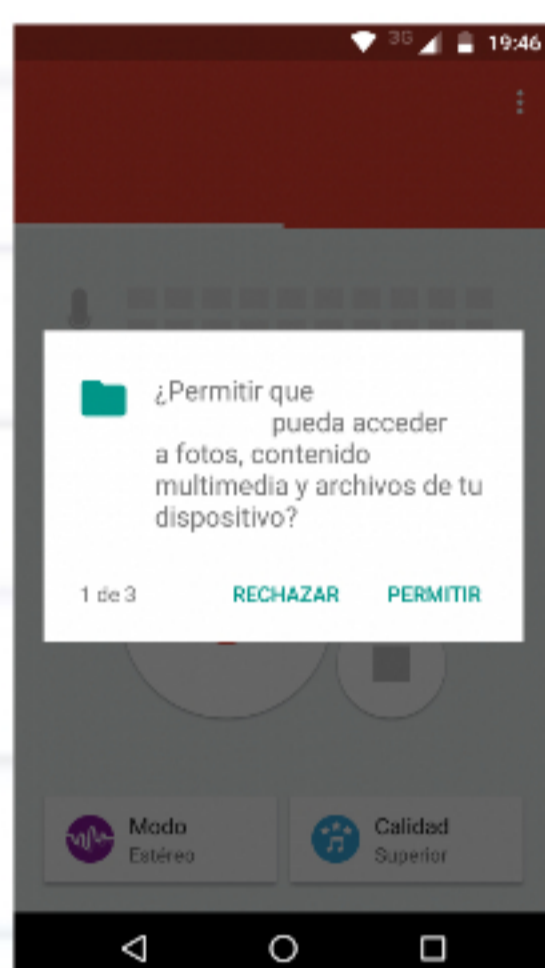 3G 19:46
¿Permitir que
pueda acceder
a fotos, contenido
multimedia y archivos de tu
dispositivo?
1 de 3 RECHAZAR PERMITIR
Modo Calidad
Estéreo Superior